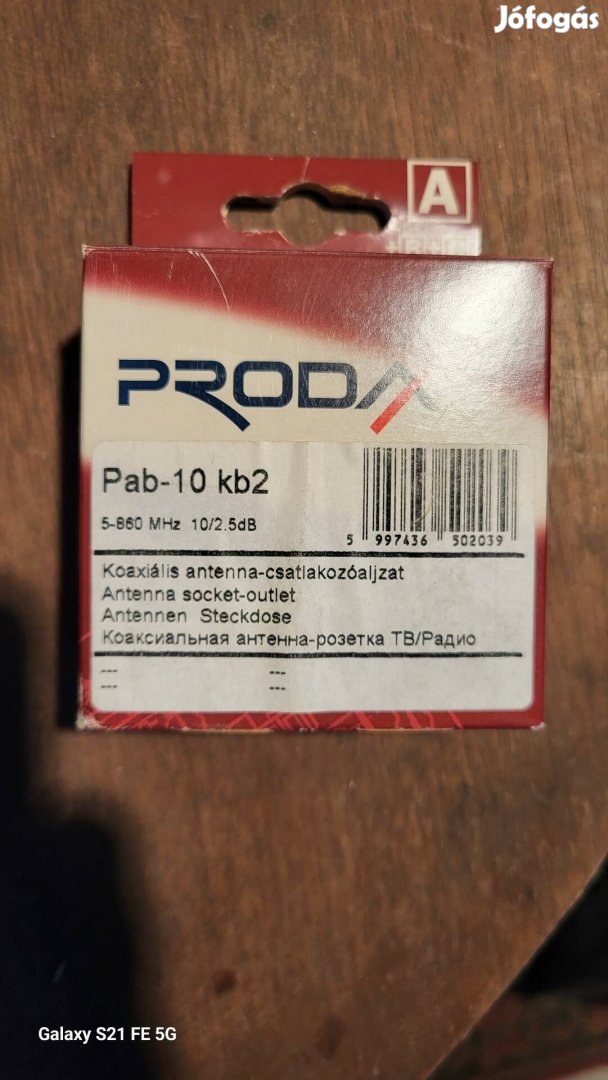 Jófogás
A
PRODA
Pab-10 kb2
5-860 MHz 10/2.5dB
5 997436 502039
Koaxiális antenna-csatlakozóaljzat
Antenna socket-outlet
Antennen Steckdose
Коаксиальная антенна-розетка ТВ/Радио
--- ---
--- ---
Galaxy S21 FE 5G